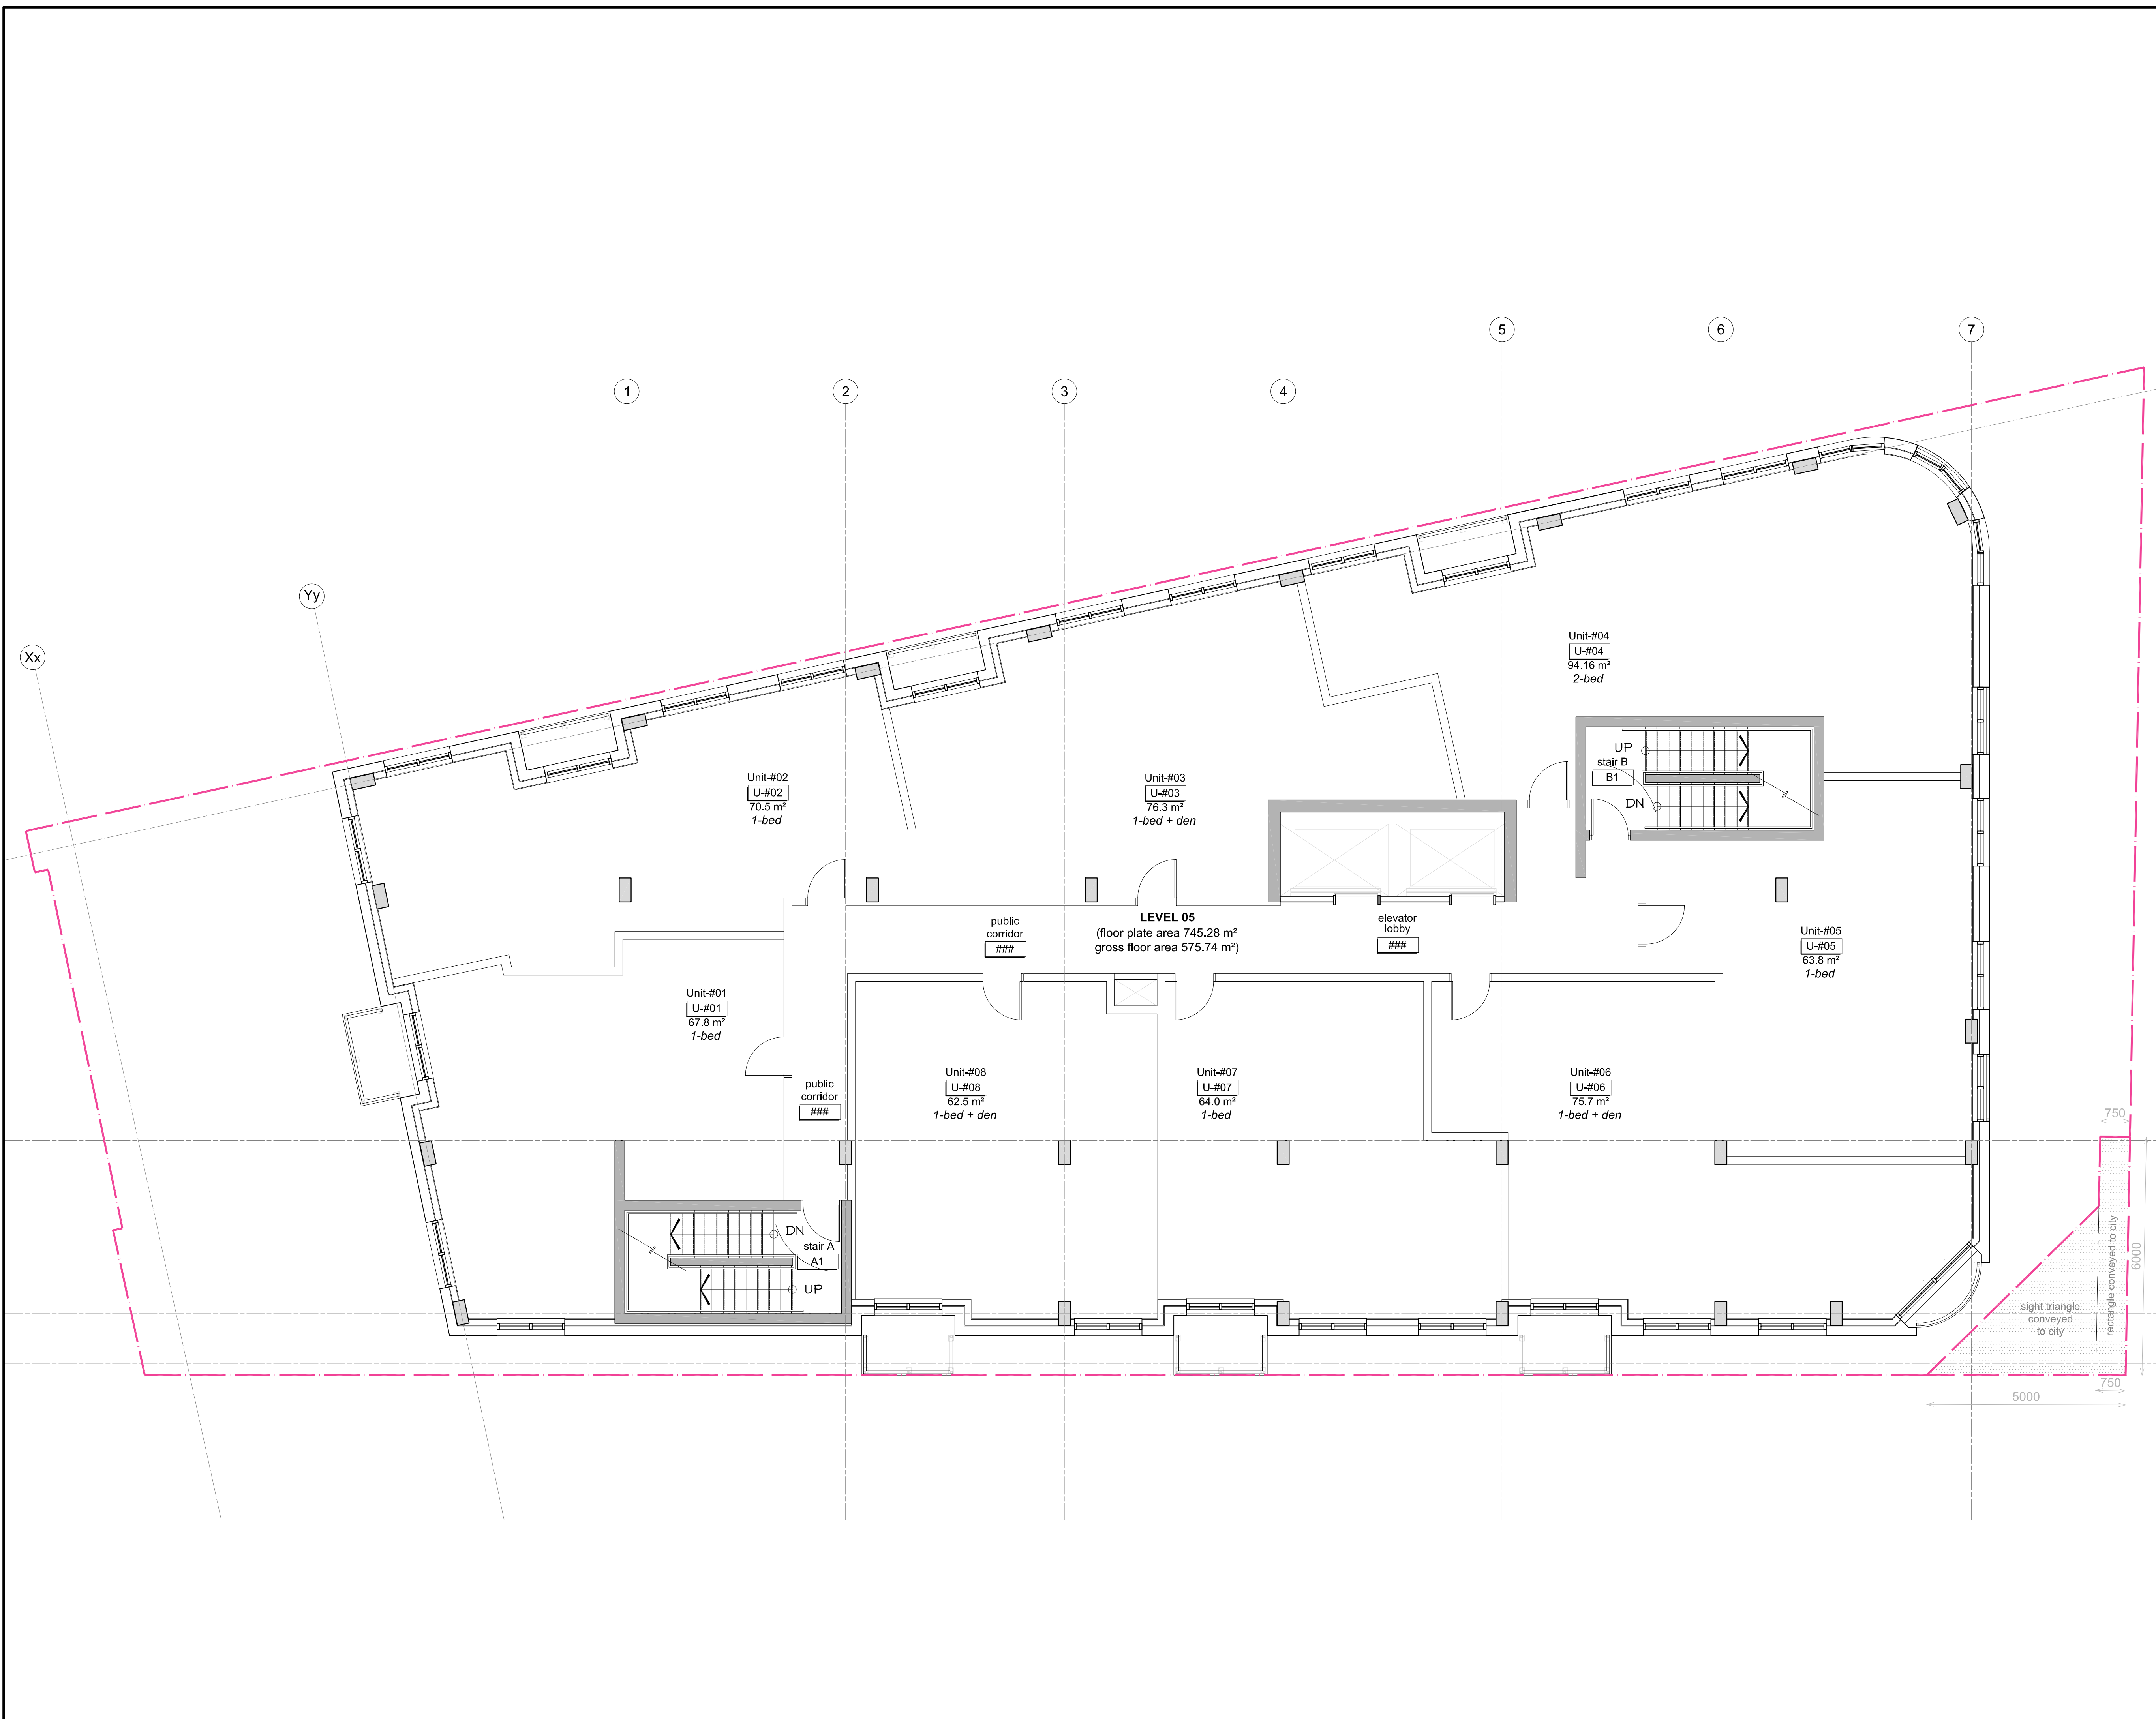 5
6
7
1
2
3
4
Yy
Xx
Unit-#04
U-#04
94.16 m²
2-bed
UP
stair B
B1
DN
Unit-#02
U-#02
70.5 m²
1-bed
Unit-#03
U-#03
76.3 m²
1-bed + den
public
corridor
###
LEVEL 05
(floor plate area 745.28 m²
gross floor area 575.74 m²)
elevator
lobby
###
Unit-#05
U-#05
63.8 m²
1-bed
Unit-#01
U-#01
67.8 m²
1-bed
public
corridor
###
Unit-#08
U-#08
62.5 m²
1-bed + den
Unit-#07
U-#07
64.0 m²
1-bed
Unit-#06
U-#06
75.7 m²
1-bed + den
DN
stair A
A1
UP
750
6000
rectangle conveyed to city
sight triangle
conveyed
to city
750
5000